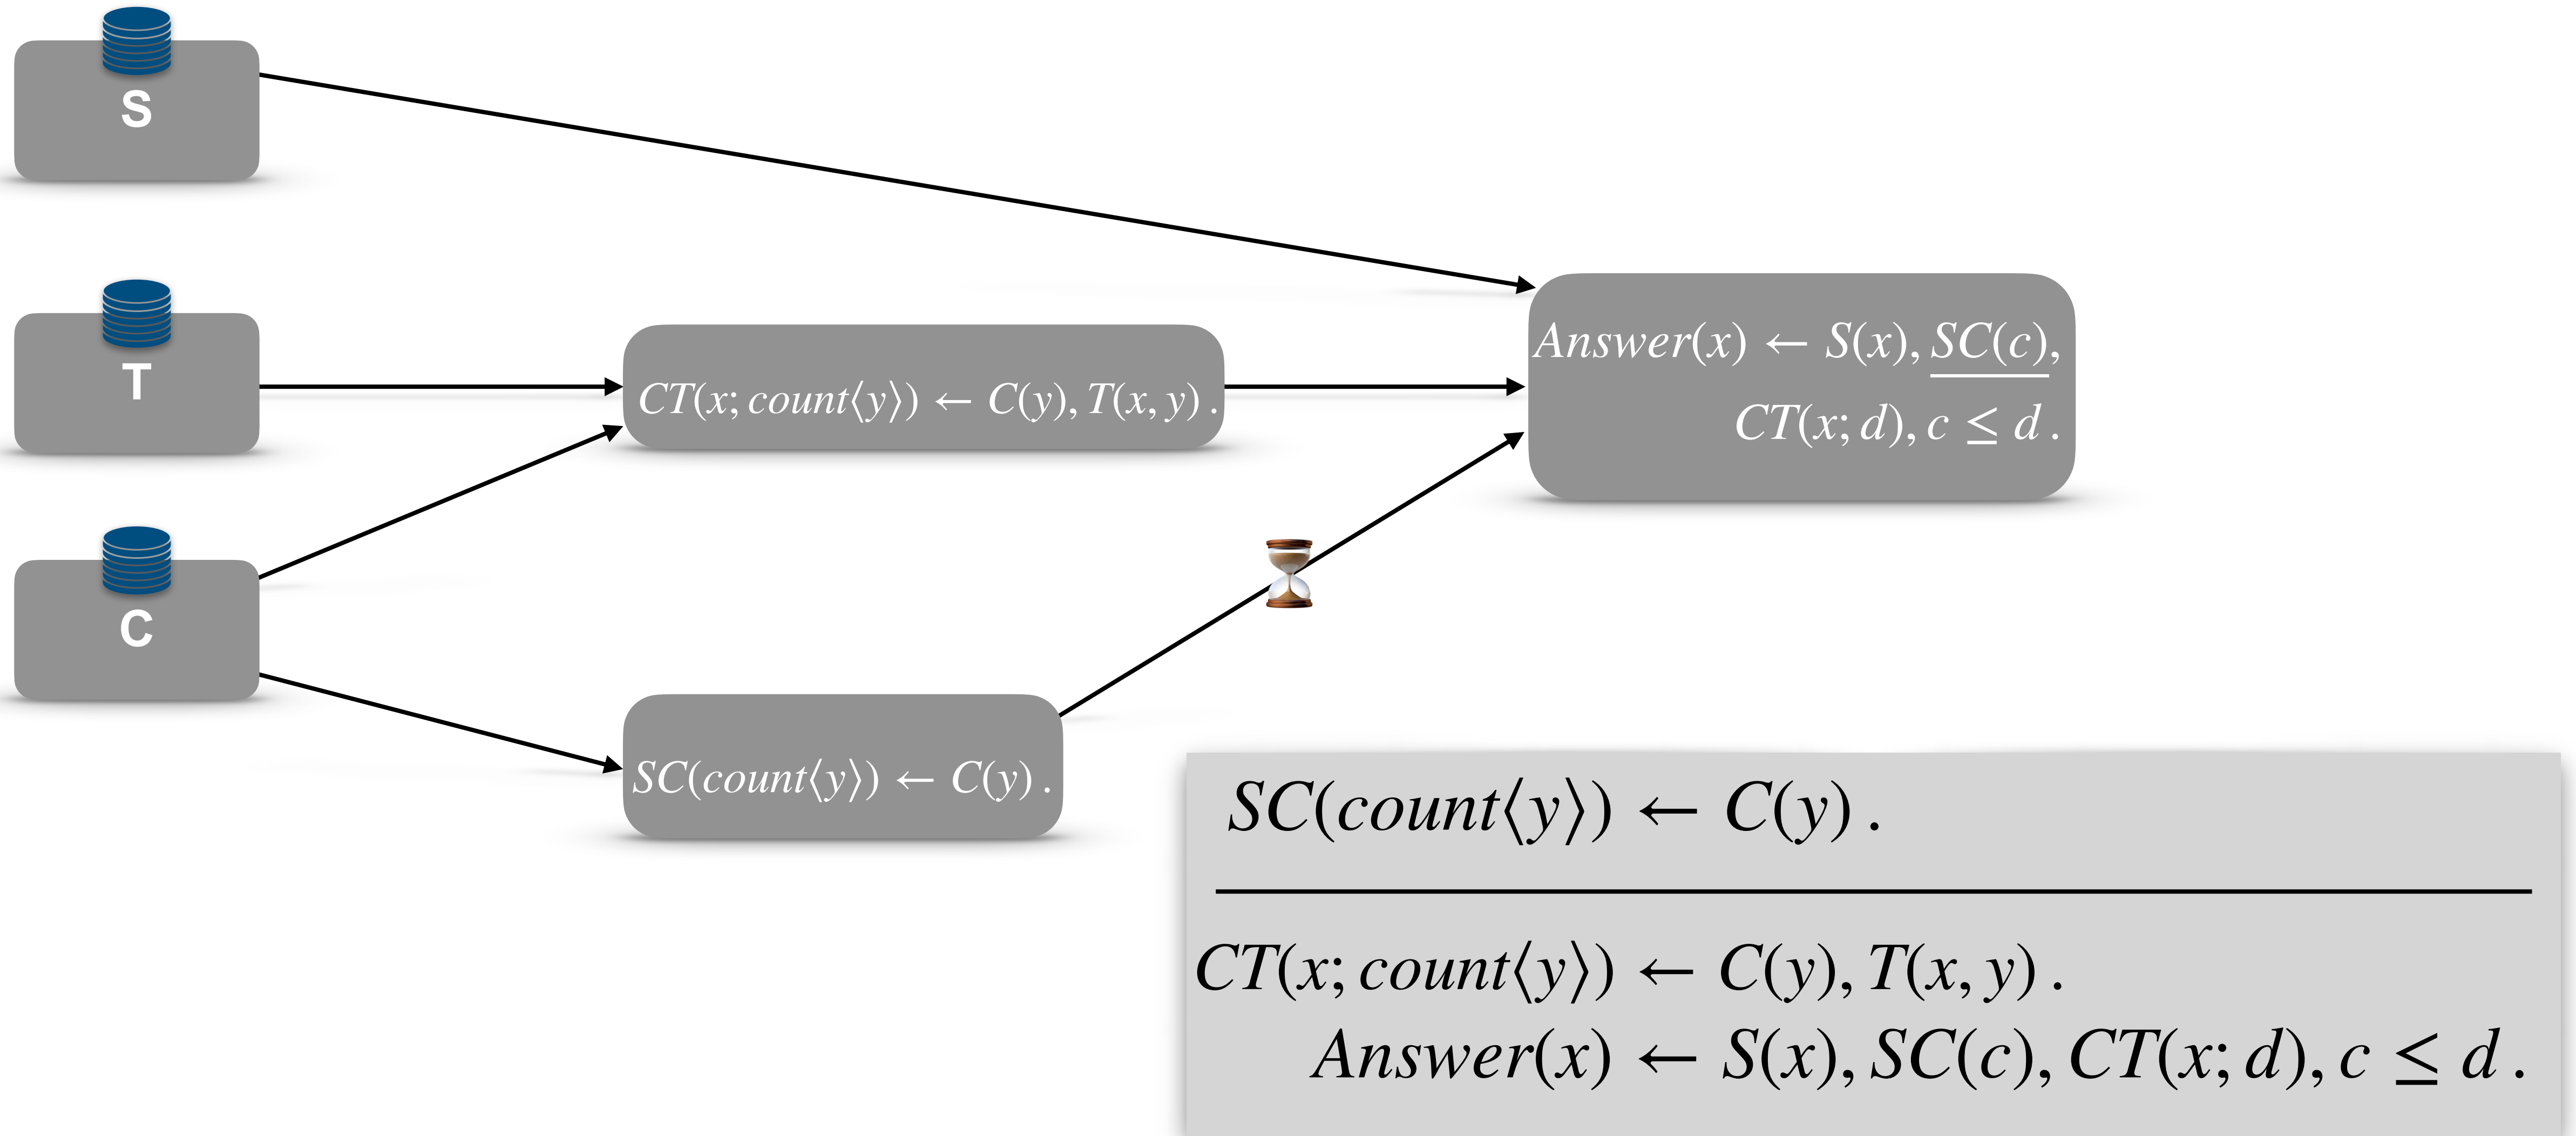 S
T
C
CT(x; count⟨y⟩) ← C(y), T(x, y) .
SC(count⟨y⟩) ← C(y) .
Answer(x) ← S(x), SC(c),
CT(x; d), c ≤ d .
SC(count⟨y⟩) ← C(y) .
CT(x; count⟨y⟩) ← C(y), T(x, y) .
Answer(x) ← S(x), SC(c), CT(x; d), c ≤ d .